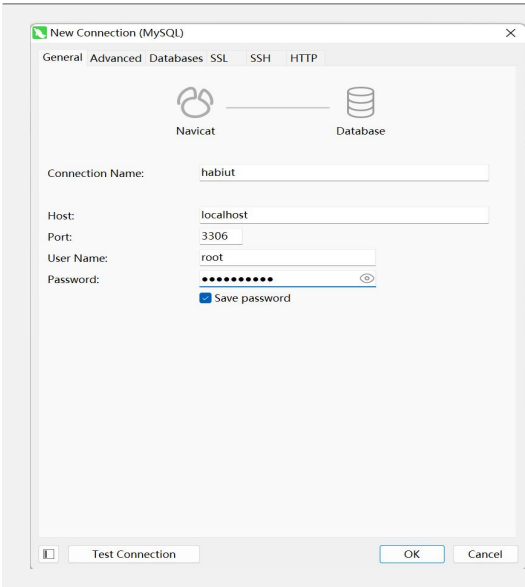 New Connection (MySQL)
General Advanced Databases SSL SSH HTTP
Navicat Database
Connection Name: habiut
Host: localhost
Port: 3306
User Name: root
Password: ●●●●●●●●●●
Save password
Test Connection OK Cancel